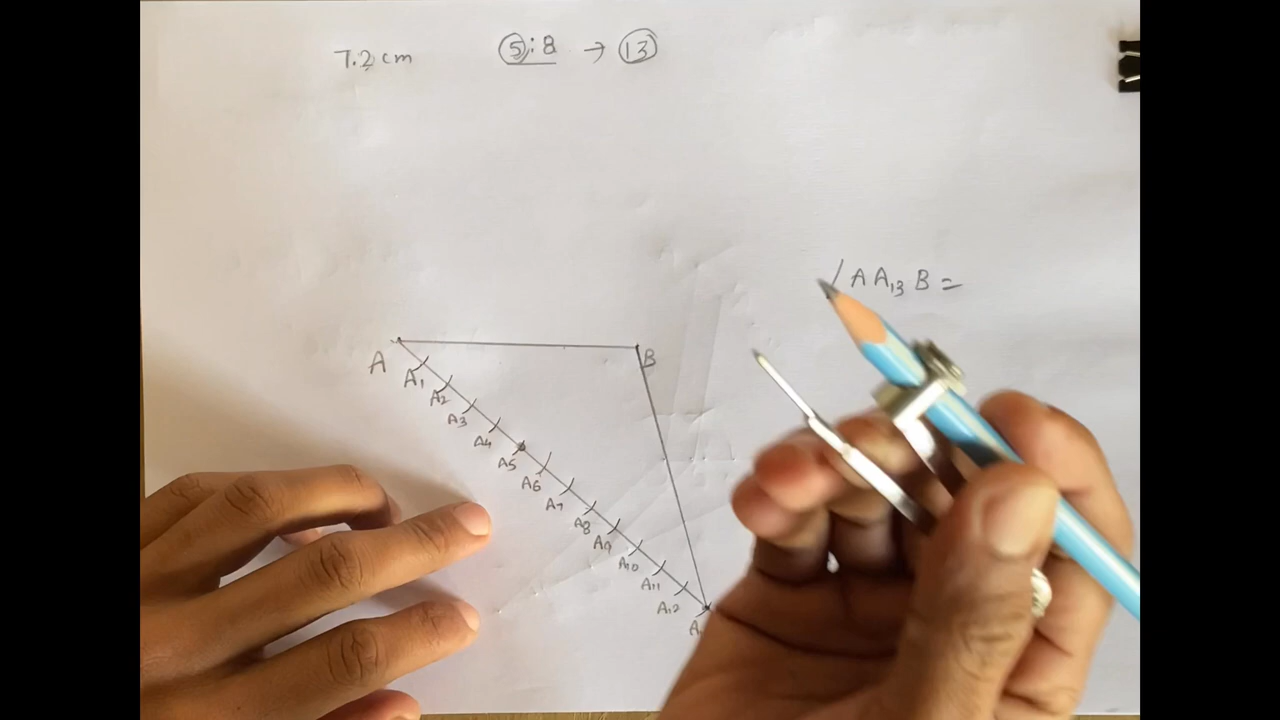 7.2 cm 5:8 → 13
∠AA₁₃B =
A
B
A₁
A₂
A₃
A₄
A₅
A₆
A₇
A₈
A₉
A₁₀
A₁₁
A₁₂
A